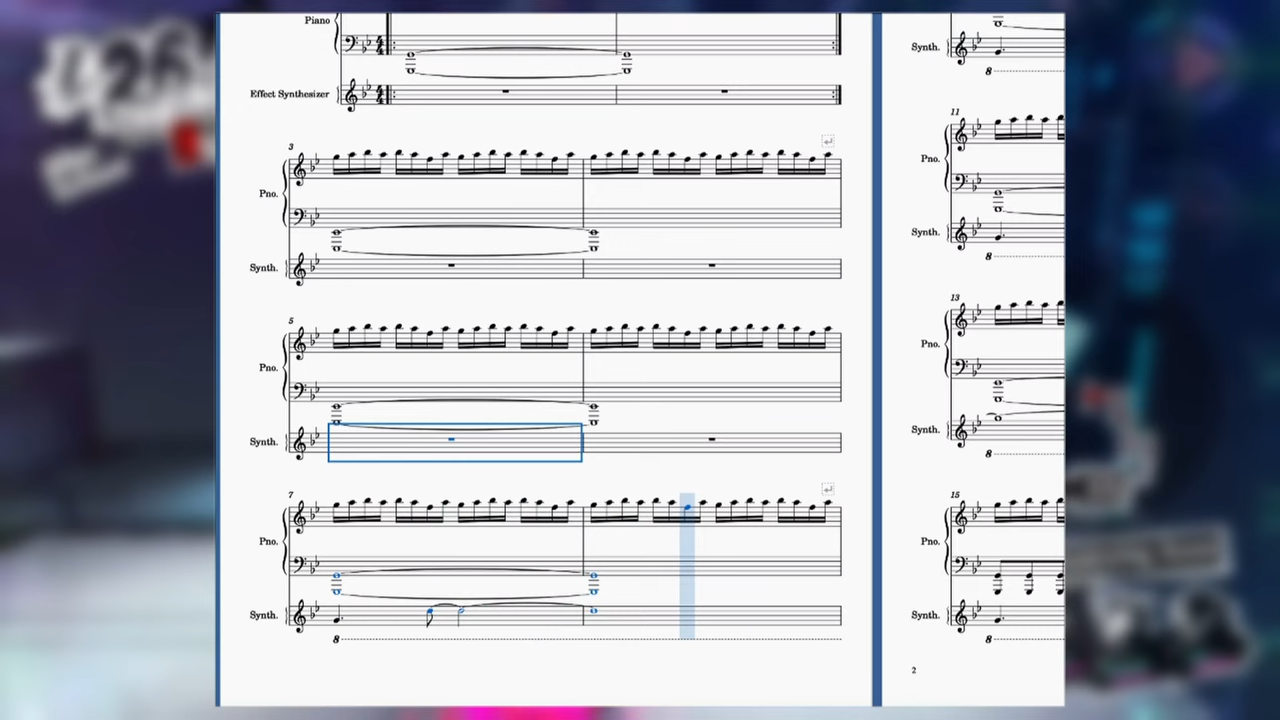 Piano
Effect Synthesizer
3
Pno.
Synth.
5
Pno.
Synth.
7
Pno.
Synth.
8
Synth.
8
11
Pno.
Synth.
8
13
Pno.
Synth.
8
15
Pno.
Synth.
8
2